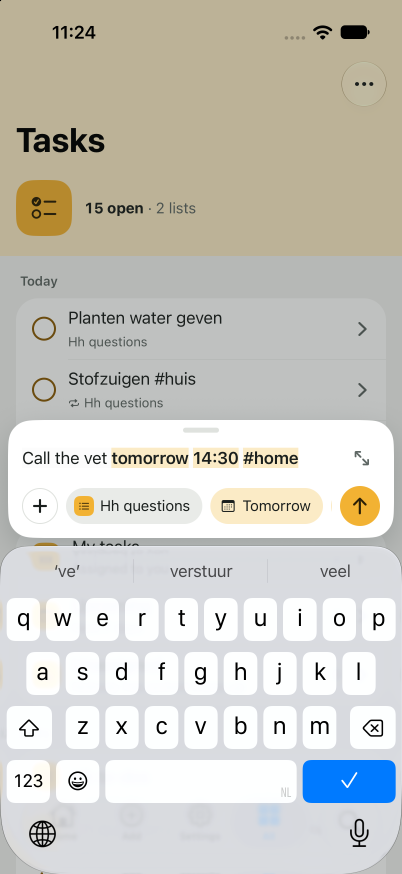 11:24
Tasks
15 open · 2 lists
Today
Planten water geven
Hh questions
Stofzuigen #huis
Hh questions
Call the vet tomorrow 14:30 #home
Hh questions
Tomorrow
My tasks
've'
verstuur
veel
q w e r t y u i o p
a s d f g h j k l
z x c v b n m
123
NL